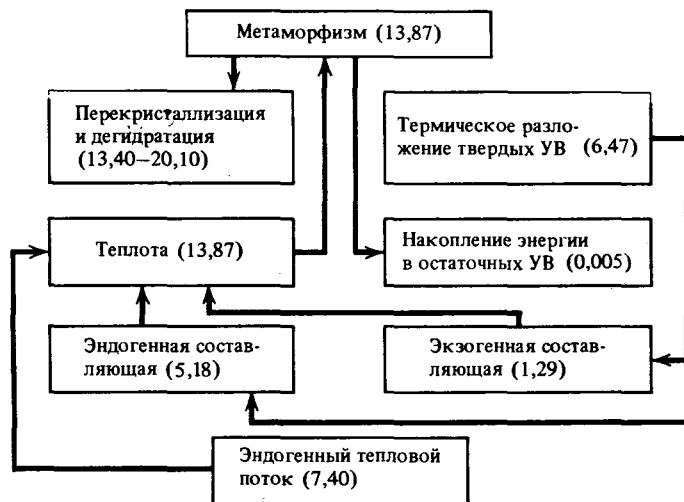 Метаморфизм (13,87)
Перекристаллизация
и дегидратация
(13,40–20,10)
Термическое разло-
жение твердых УВ (6,47)
Теплота (13,87)
Накопление энергии
в остаточных УВ (0,005)
Эндогенная состав-
ляющая (5,18)
Экзогенная состав-
ляющая (1,29)
Эндогенный тепловой
поток (7,40)